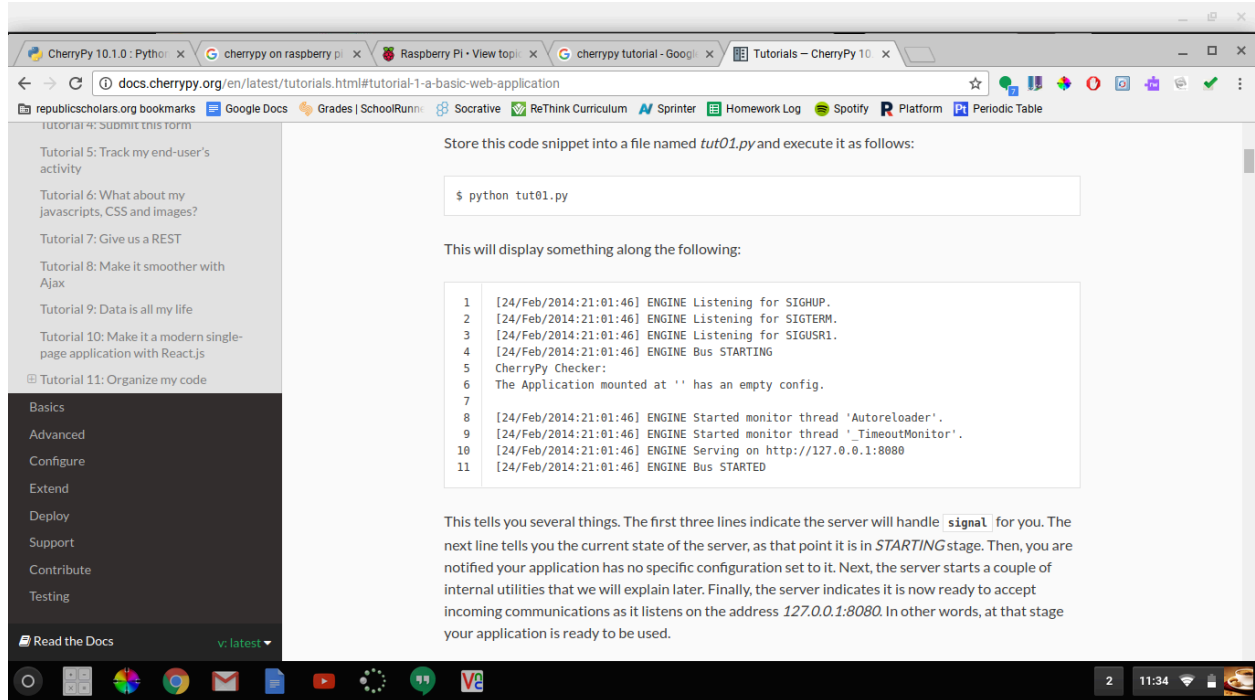 CherryPy 10.1.0 : Python
cherrypy on raspberry pi
Raspberry Pi • View topic
cherrypy tutorial - Google
Tutorials — CherryPy 10.
docs.cherrypy.org/en/latest/tutorials.html#tutorial-1-a-basic-web-application
7
republicscholars.org bookmarks Google Docs Grades | SchoolRunne Socrative ReThink Curriculum Sprinter Homework Log Spotify Platform Pt Periodic Table
Tutorial 4: Submit this form
Tutorial 5: Track my end-user's
activity
Tutorial 6: What about my
javascripts, CSS and images?
Tutorial 7: Give us a REST
Tutorial 8: Make it smoother with
Ajax
Tutorial 9: Data is all my life
Tutorial 10: Make it a modern single-
page application with React.js
Tutorial 11: Organize my code
Basics
Advanced
Configure
Extend
Deploy
Support
Contribute
Testing
Read the Docs v: latest
Store this code snippet into a file named tut01.py and execute it as follows:
$ python tut01.py
This will display something along the following:
1 [24/Feb/2014:21:01:46] ENGINE Listening for SIGHUP.
2 [24/Feb/2014:21:01:46] ENGINE Listening for SIGTERM.
3 [24/Feb/2014:21:01:46] ENGINE Listening for SIGUSR1.
4 [24/Feb/2014:21:01:46] ENGINE Bus STARTING
5 CherryPy Checker:
6 The Application mounted at '' has an empty config.
7
8 [24/Feb/2014:21:01:46] ENGINE Started monitor thread 'Autoreloader'.
9 [24/Feb/2014:21:01:46] ENGINE Started monitor thread '_TimeoutMonitor'.
10 [24/Feb/2014:21:01:46] ENGINE Serving on http://127.0.0.1:8080
11 [24/Feb/2014:21:01:46] ENGINE Bus STARTED
This tells you several things. The first three lines indicate the server will handle signal for you. The
next line tells you the current state of the server, as that point it is in STARTING stage. Then, you are
notified your application has no specific configuration set to it. Next, the server starts a couple of
internal utilities that we will explain later. Finally, the server indicates it is now ready to accept
incoming communications as it listens on the address 127.0.0.1:8080. In other words, at that stage
your application is ready to be used.
2 11:34